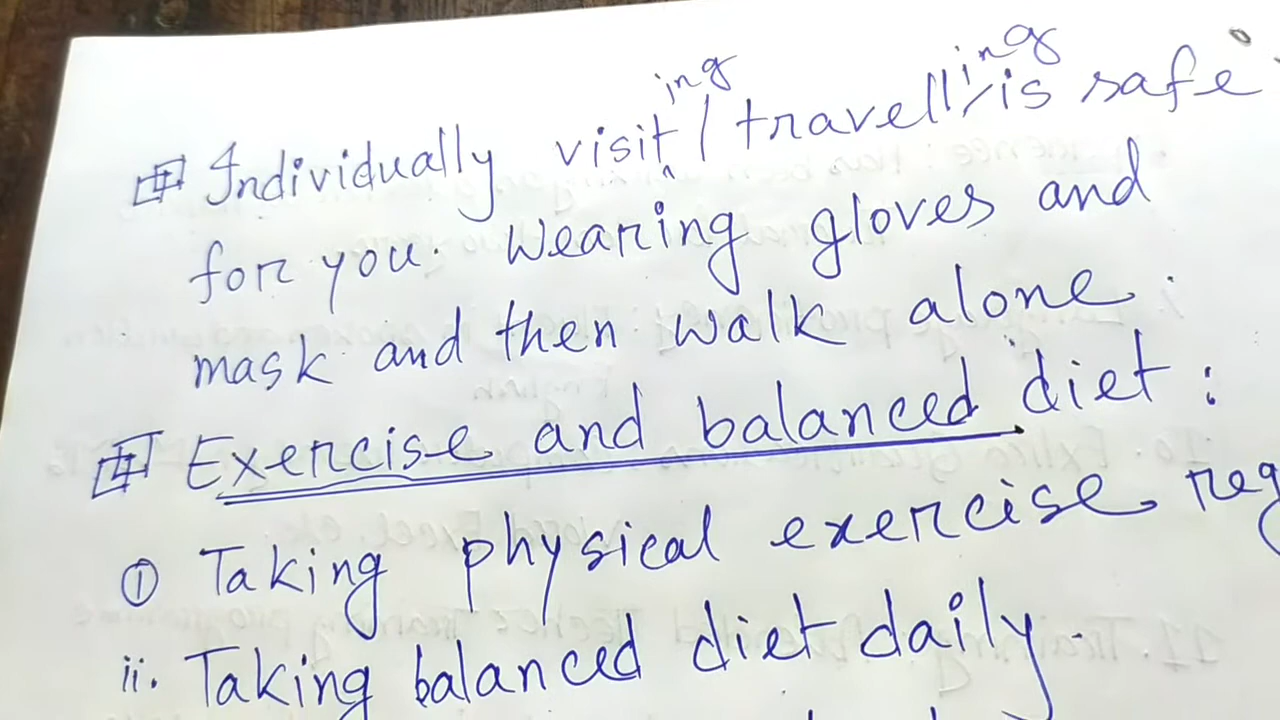 Individually visiting / travelling is safe
for you. Wearing gloves and
mask and then walk alone.
Exercise and balanced diet:
① Taking physical exercise
ii. Taking balanced diet daily.